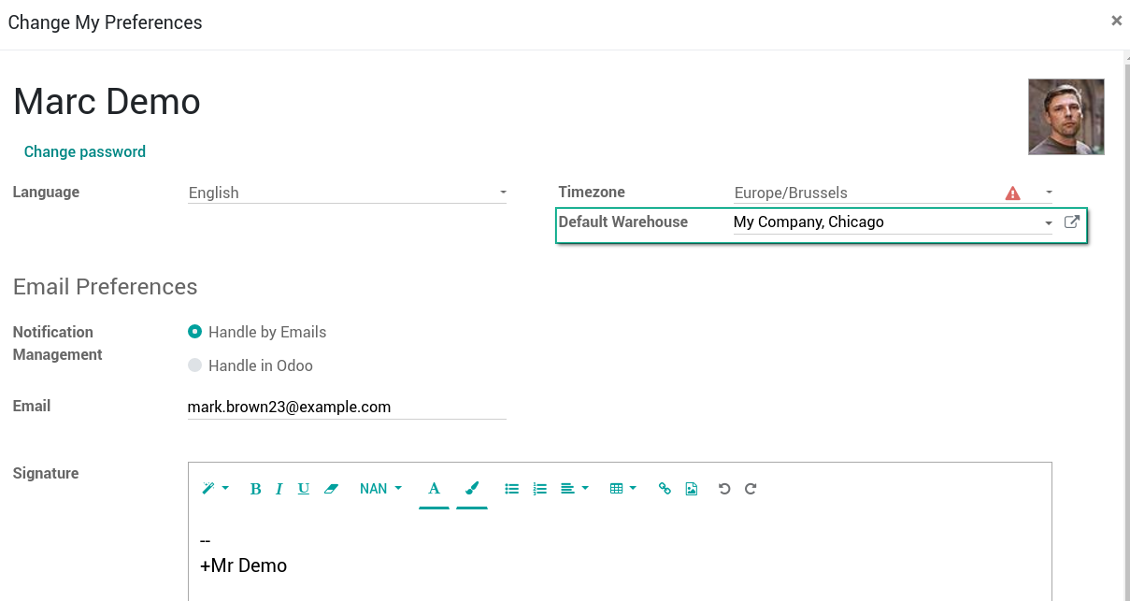 Change My Preferences ×
Marc Demo
Change password
Language English Timezone Europe/Brussels
Default Warehouse My Company, Chicago
Email Preferences
Notification Management Handle by Emails
Handle in Odoo
Email mark.brown23@example.com
Signature
B I U NAN A
--
+Mr Demo